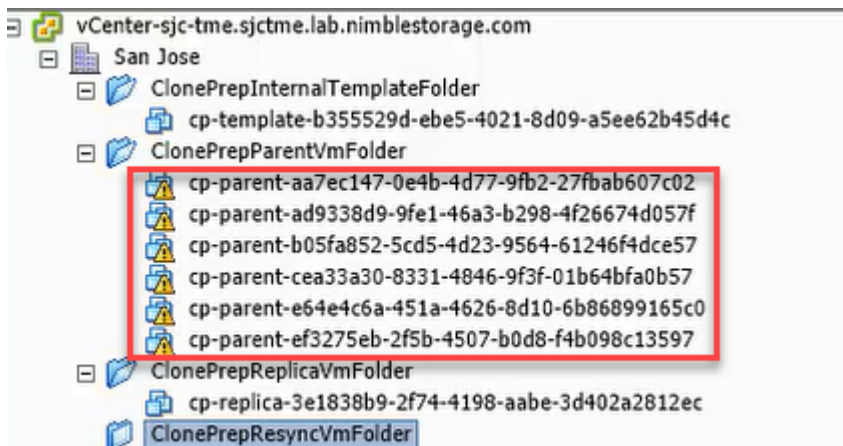 vCenter-sjc-tme.sjctme.lab.nimblestorage.com
San Jose
ClonePrepInternalTemplateFolder
cp-template-b355529d-ebe5-4021-8d09-a5ee62b45d4c
ClonePrepParentVmFolder
cp-parent-aa7ec147-0e4b-4d77-9fb2-27fbab607c02
cp-parent-ad9338d9-9fe1-46a3-b298-4f26674d057f
cp-parent-b05fa852-5cd5-4d23-9564-61246f4dce57
cp-parent-cea33a30-8331-4846-9f3f-01b64bfa0b57
cp-parent-e64e4c6a-451a-4626-8d10-6b86899165c0
cp-parent-ef3275eb-2f5b-4507-b0d8-f4b098c13597
ClonePrepReplicaVmFolder
cp-replica-3e1838b9-2f74-4198-aabe-3d402a2812ec
ClonePrepResyncVmFolder